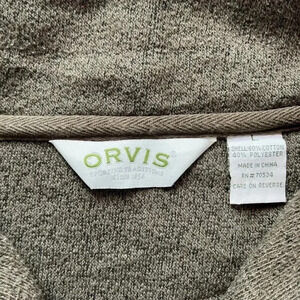 ORVIS®
SPORTING TRADITIONS
SINCE 1856
L
SHELL: 60% COTTON
40% POLYESTER
MADE IN CHINA
RN# 70534
CARE ON REVERSE